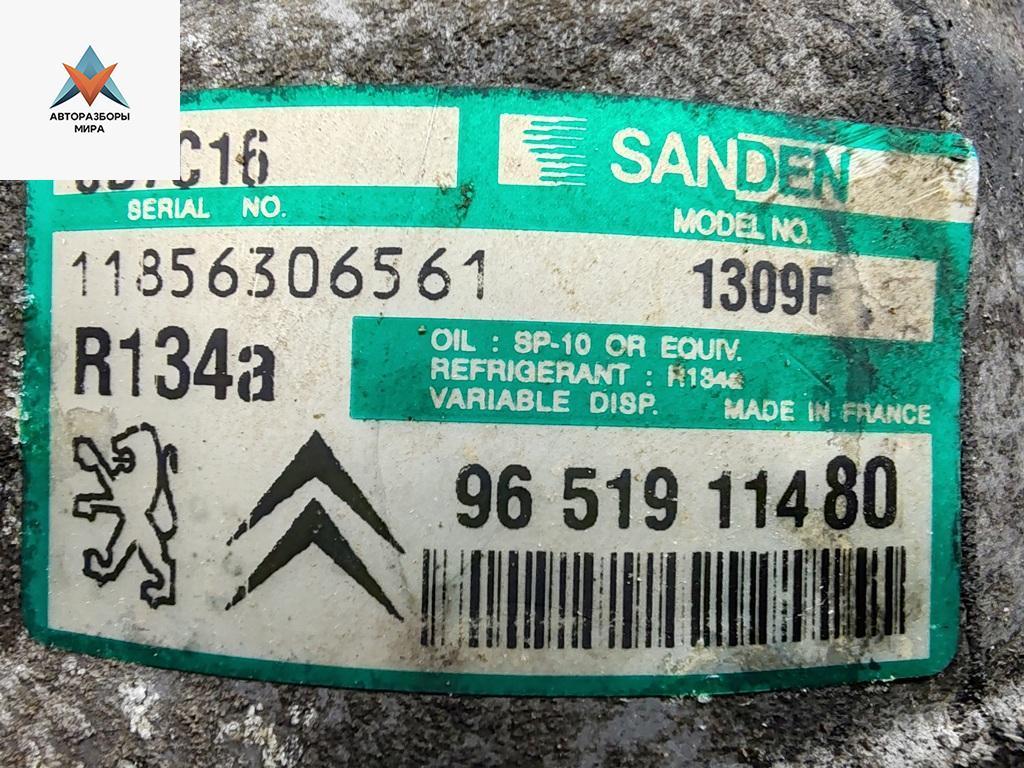 АВТОРАЗБОРЫ
МИРА
C16
SANDEN
SERIAL NO.
MODEL NO.
11856306561
1309F
R134a
OIL : SP-10 OR EQUIV.
REFRIGERANT : R134a
VARIABLE DISP.
MADE IN FRANCE
96 519 114 80